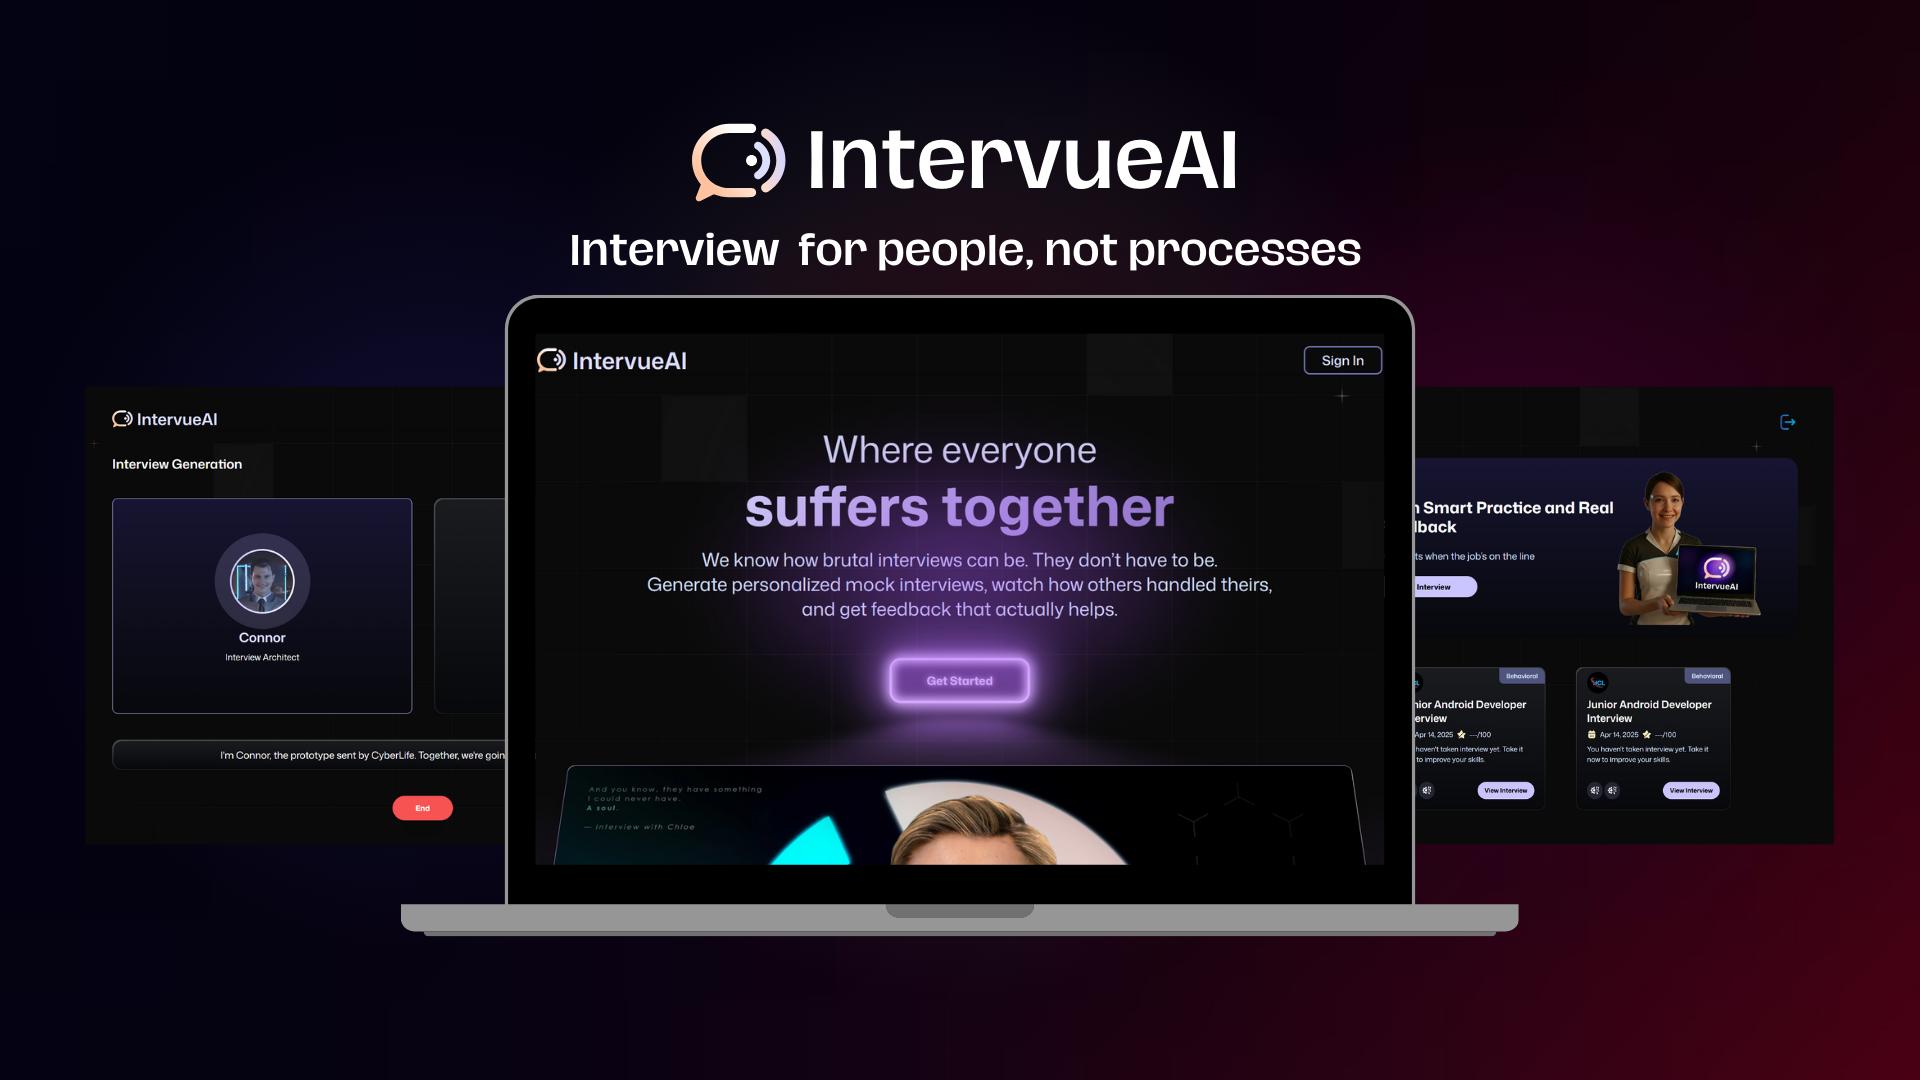 IntervueAI
Interview for people, not processes
IntervueAI
Sign In
Where everyone
suffers together
We know how brutal interviews can be. They don't have to be.
Generate personalized mock interviews, watch how others handled theirs,
and get feedback that actually helps.
Get Started
And you know, they have something
I could never have.
A soul.
— Interview with Chloe
IntervueAI
Interview Generation
Connor
Interview Architect
I'm Connor, the prototype sent by CyberLife. Together, we're goin
End
Smart Practice and Real
back
ts when the job's on the line
Interview
IntervueAI
Behavioral
nior Android Developer
erview
Apr 14, 2025 ---/100
haven't taken interview yet. Take it
to improve your skills.
View Interview
Behavioral
Junior Android Developer
Interview
Apr 14, 2025 ---/100
You haven't taken interview yet. Take it
now to improve your skills.
View Interview